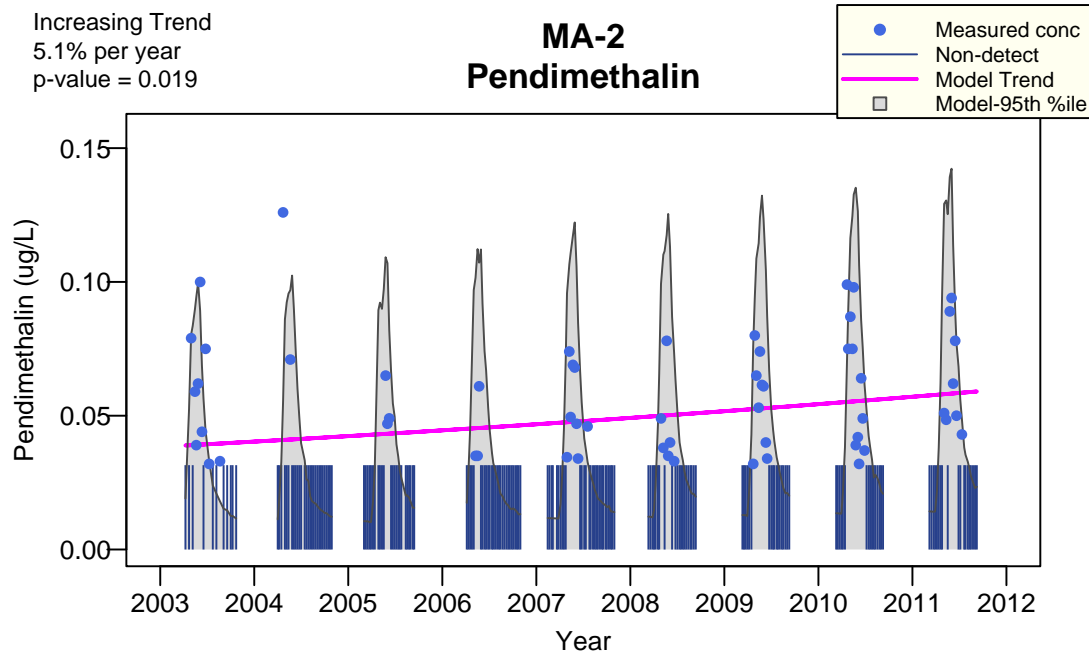 Increasing Trend
5.1% per year
p-value = 0.019
MA-2
Pendimethalin
Measured conc
Non-detect
Model Trend
Model-95th %ile
Pendimethalin (ug/L)
0.15
0.10
0.05
0.00
2003 2004 2005 2006 2007 2008 2009 2010 2011 2012
Year